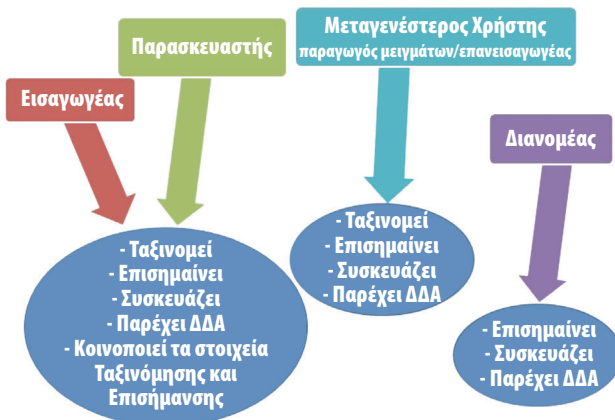 Εισαγωγέας
Παρασκευαστής
Μεταγενέστερος Χρήστης
παραγωγός μειγμάτων/επανεισαγωγέας
Διανομέας
- Ταξινομεί
- Επισημαίνει
- Συσκευάζει
- Παρέχει ΔΔΑ
- Κοινοποιεί τα στοιχεία
Ταξινόμησης και
Επισήμανσης
- Ταξινομεί
- Επισημαίνει
- Συσκευάζει
- Παρέχει ΔΔΑ
- Επισημαίνει
- Συσκευάζει
- Παρέχει ΔΔΑ